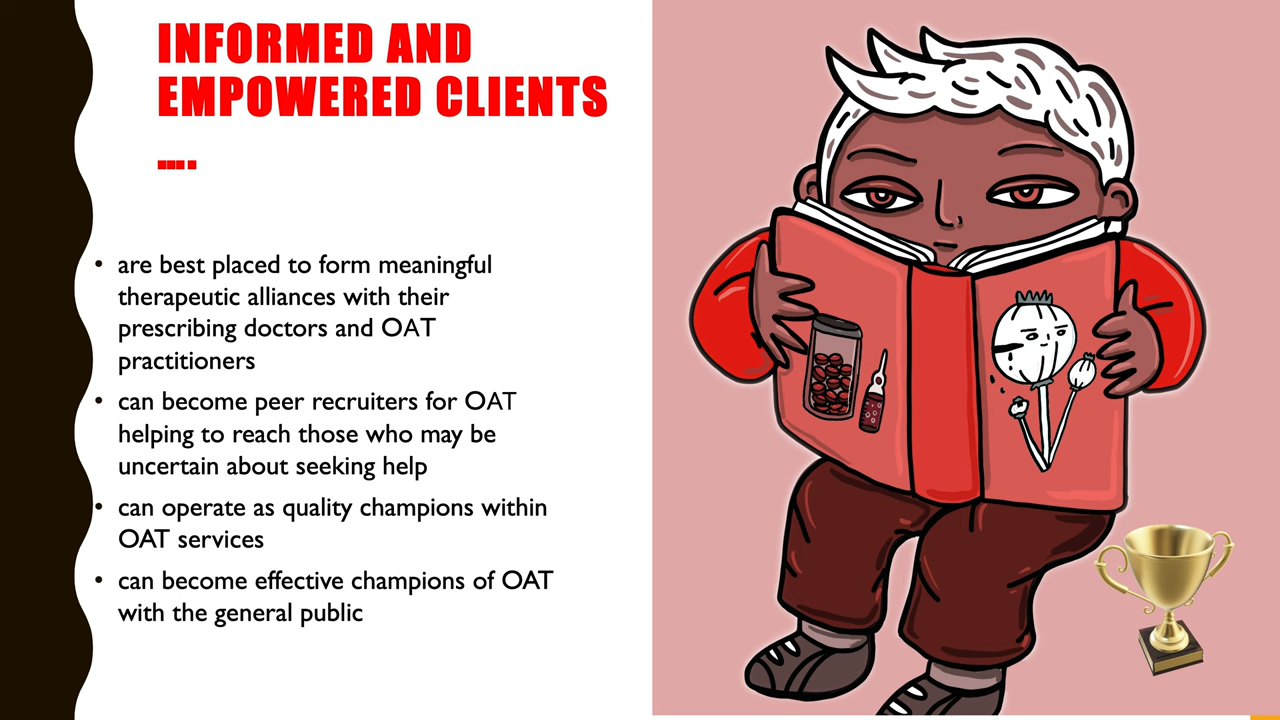 INFORMED AND
EMPOWERED CLIENTS
….
• are best placed to form meaningful
therapeutic alliances with their
prescribing doctors and OAT
practitioners
• can become peer recruiters for OAT
helping to reach those who may be
uncertain about seeking help
• can operate as quality champions within
OAT services
• can become effective champions of OAT
with the general public